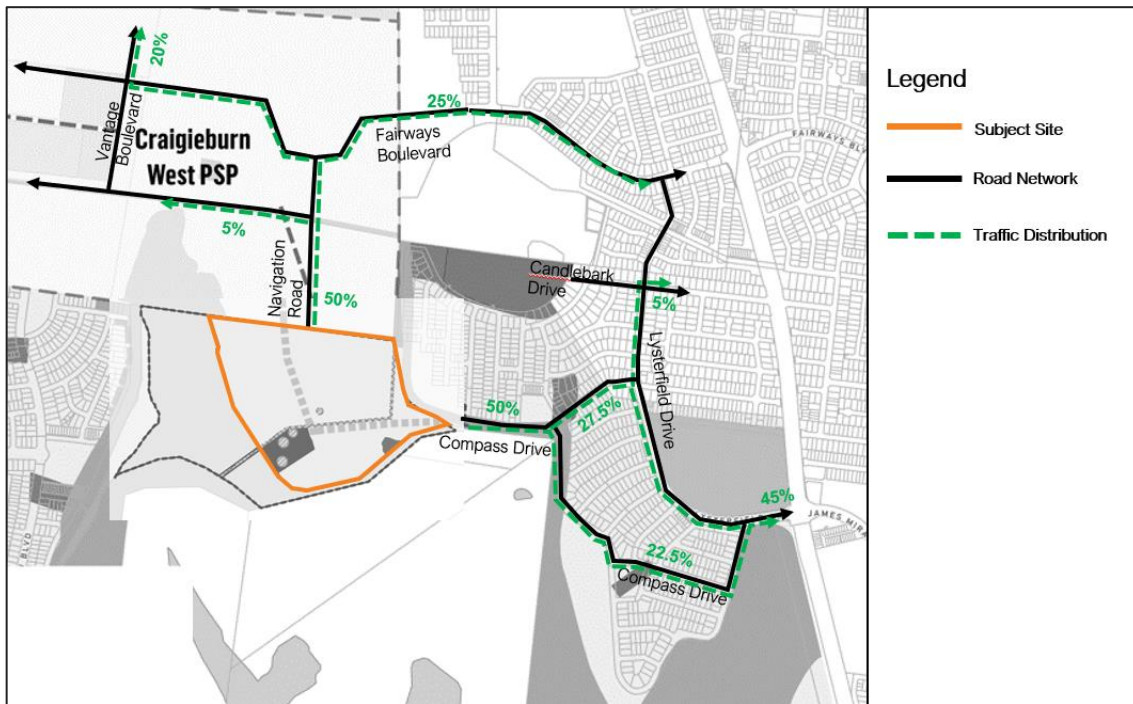 20%
Vantage
Boulevard
Craigieburn
West PSP
25%
Fairways
Boulevard
FAIRWAYS BLV
5%
Navigation
Road
50%
Candlebark
Drive
5%
Lysterfield Drive
50%
Compass Drive
27.5%
45%
JAMES MIRA
22.5%
Compass Drive
BLVD
Legend
Subject Site
Road Network
Traffic Distribution